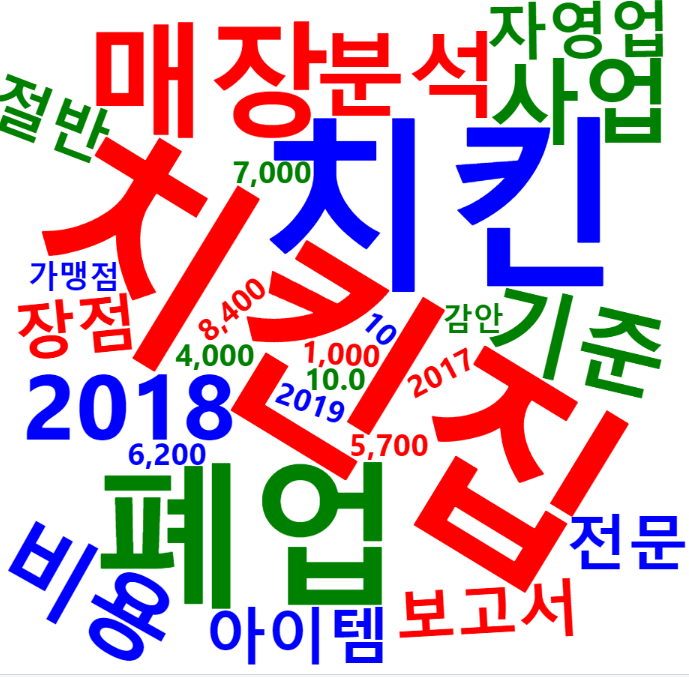 자영업
매장
분석
사업
절반
치킨
7,000
치킨집
가맹점
장점
8,400
10
감안
기준
4,000
1,000
2017
10.0
2018
2019
5,700
6,200
폐업
전문
비용
아이템
보고서